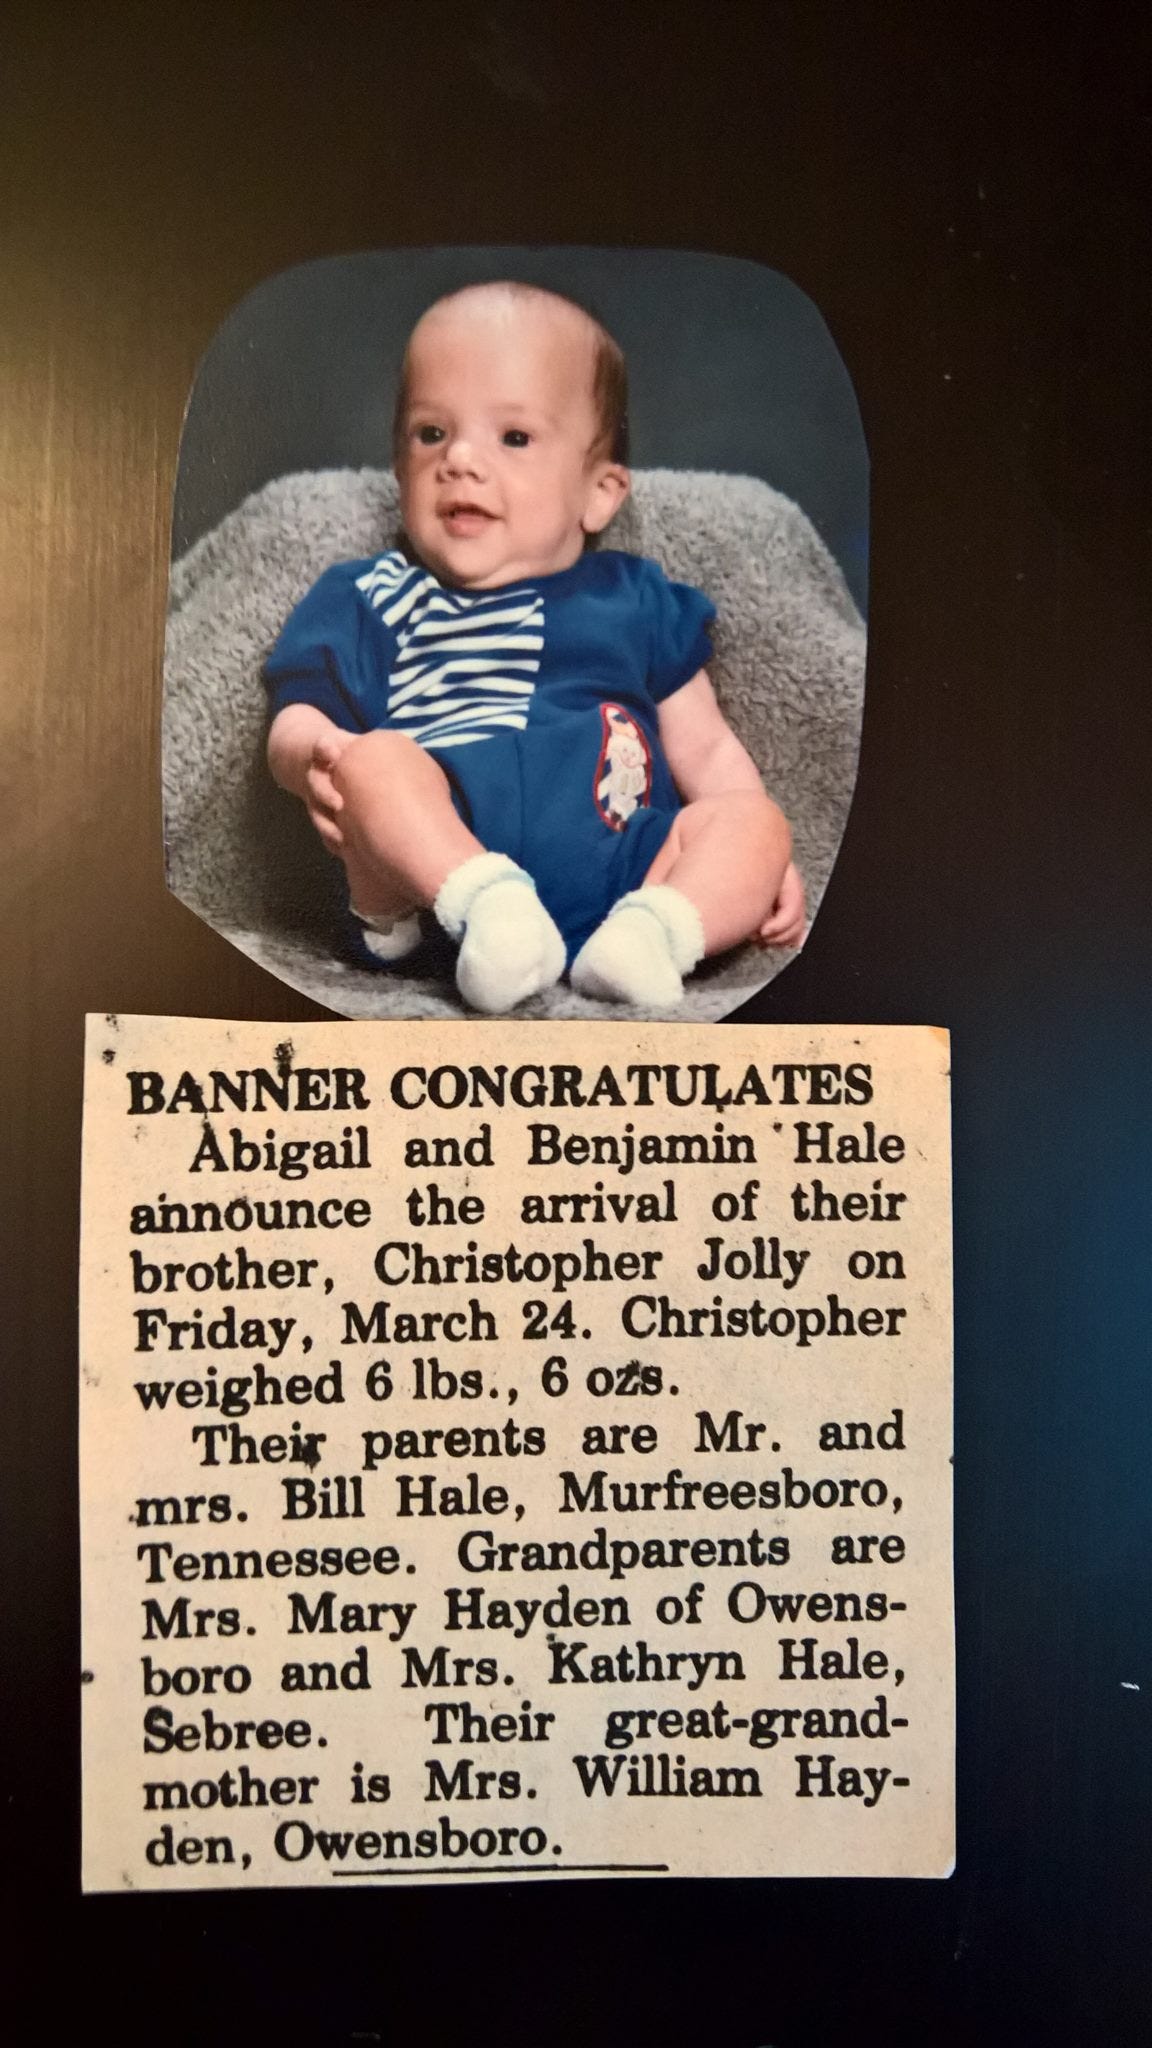 BANNER CONGRATULATES
Abigail and Benjamin Hale
announce the arrival of their
brother, Christopher Jolly on
Friday, March 24. Christopher
weighed 6 lbs., 6 ozs.
Their parents are Mr. and
mrs. Bill Hale, Murfreesboro,
Tennessee. Grandparents are
Mrs. Mary Hayden of Owens-
boro and Mrs. Kathryn Hale,
Sebree. Their great-grand-
mother is Mrs. William Hay-
den, Owensboro.